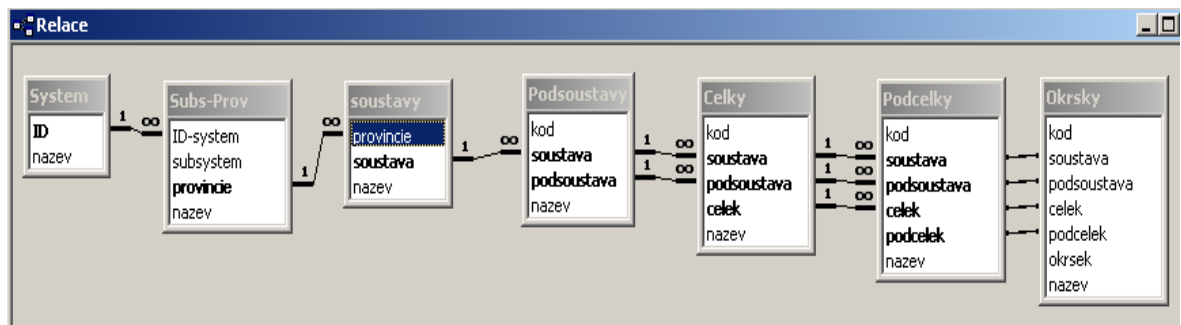 Relace
System
ID
nazev
1 ∞
Subs-Prov
ID-system
subsystem
provincie
nazev
1 ∞
soustavy
provincie
soustava
nazev
1 ∞
Podsoustavy
kod
soustava
podsoustava
nazev
1 ∞
1 ∞
Celky
kod
soustava
podsoustava
celek
nazev
1 ∞
1 ∞
1 ∞
Podcelky
kod
soustava
podsoustava
celek
podcelek
nazev
Okrsky
kod
soustava
podsoustava
celek
podcelek
okrsek
nazev